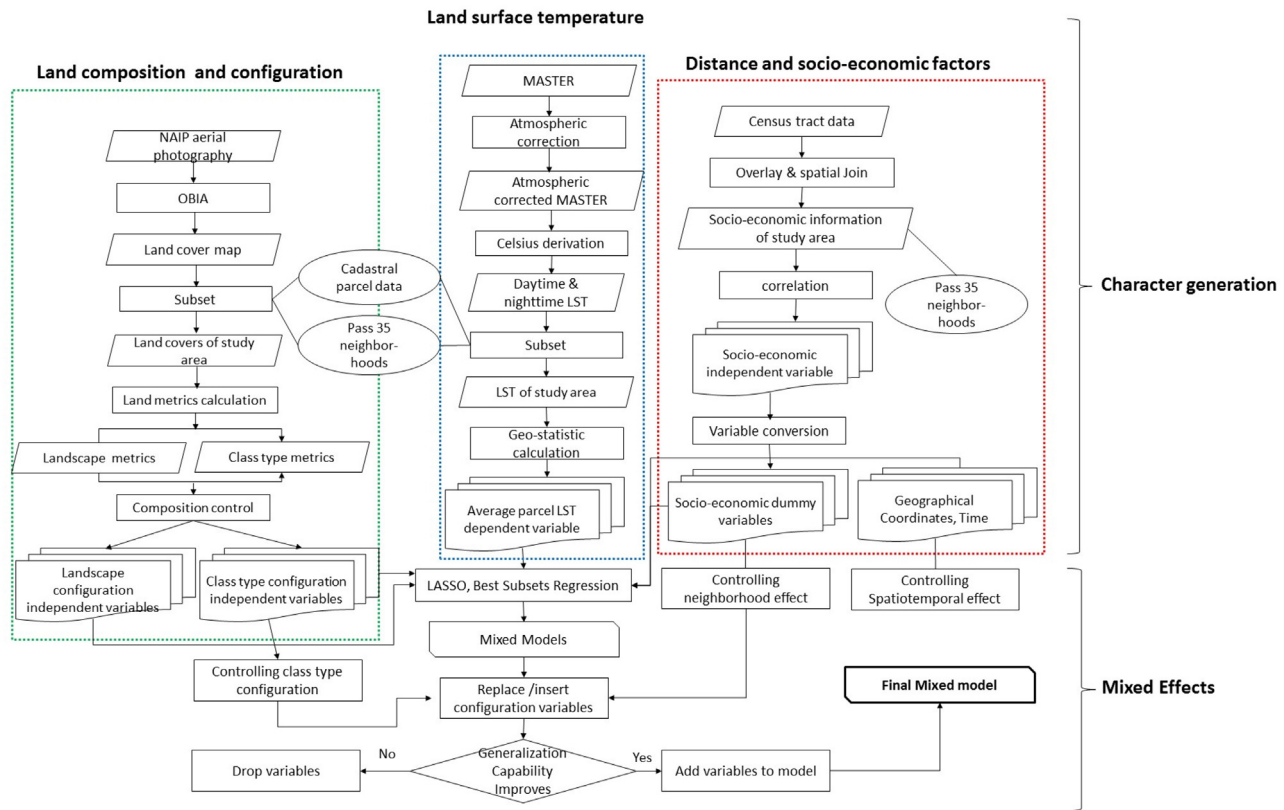 Land surface temperature
Land composition  and configuration
Distance and socio-economic factors
NAIP aerial
photography
OBIA
Land cover map
Subset
Land covers of study
area
Land metrics calculation
Landscape metrics
Class type metrics
Composition control
Landscape
configuration
independent variables
Class type configuration
independent variables
Controlling class type
configuration
Cadastral
parcel data
Pass 35
neighbor-
hoods
MASTER
Atmospheric
correction
Atmospheric
corrected MASTER
Celsius derivation
Daytime &
nighttime LST
Subset
LST of study area
Geo-statistic
calculation
Average parcel LST
dependent variable
Census tract data
Overlay & spatial Join
Socio-economic information
of study area
correlation
Pass 35
neighbor-
hoods
Socio-economic
independent variable
Variable conversion
Socio-economic dummy
variables
Geographical
Coordinates, Time
Character generation
LASSO, Best Subsets Regression
Controlling
neighborhood effect
Controlling
Spatiotemporal effect
Mixed Models
Replace /insert
configuration variables
Final Mixed model
Mixed Effects
Generalization
Capability
Improves
No
Yes
Drop variables
Add variables to model